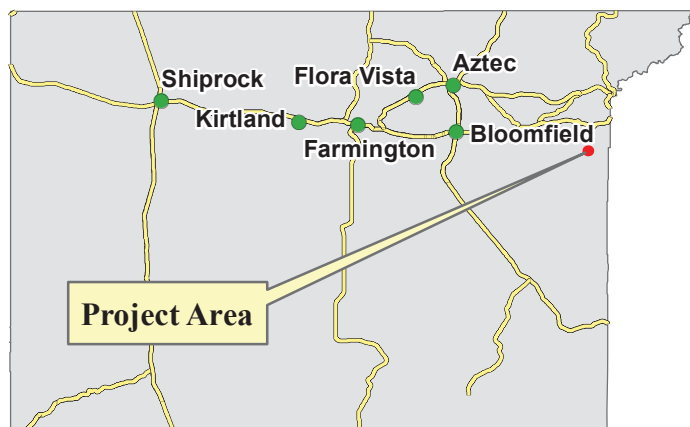 Aztec
Flora Vista
Shiprock
Kirtland
Bloomfield
Farmington
Project Area